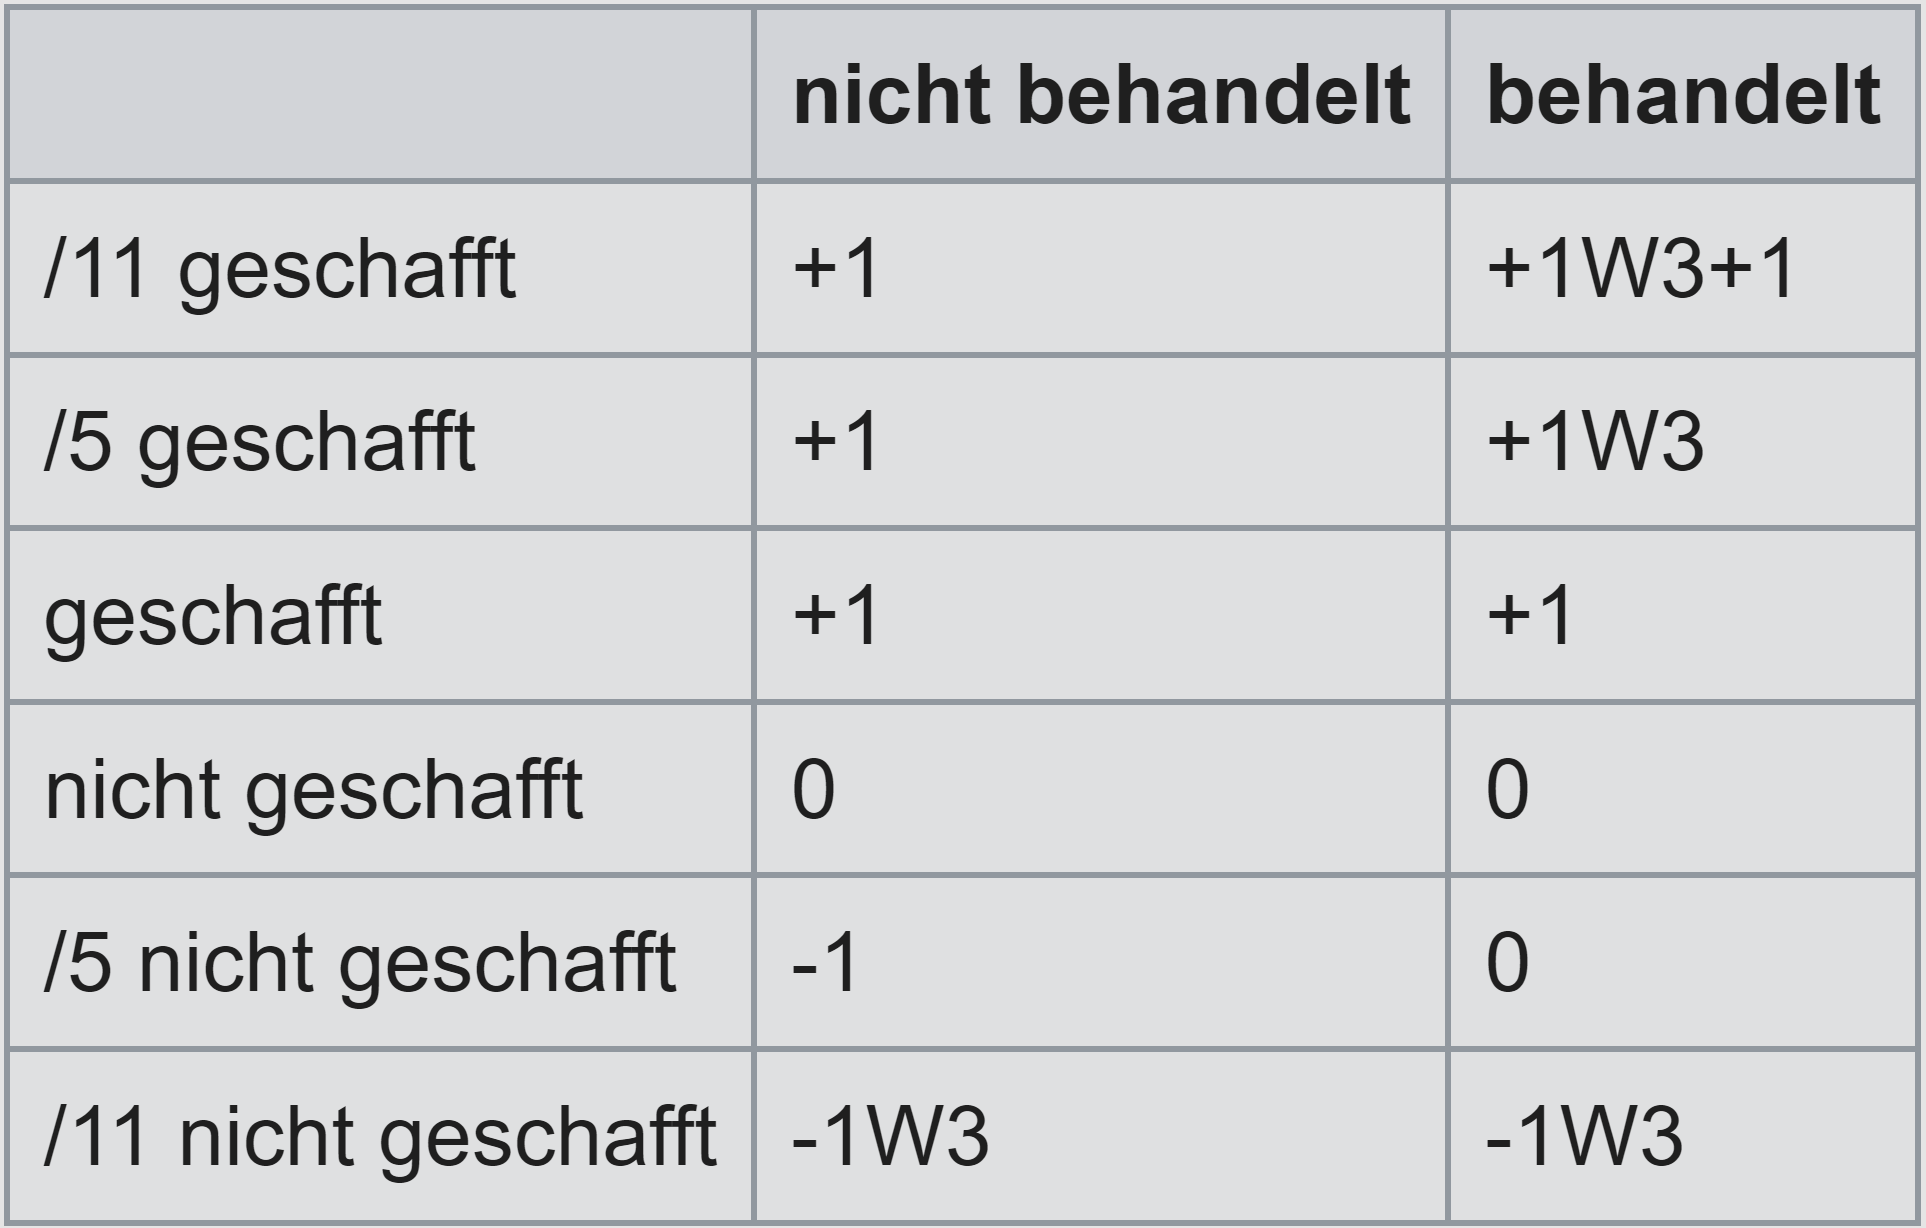 nicht behandelt behandelt
/11 geschafft +1 +1W3+1
/5 geschafft +1 +1W3
geschafft +1 +1
nicht geschafft 0 0
/5 nicht geschafft -1 0
/11 nicht geschafft -1W3 -1W3